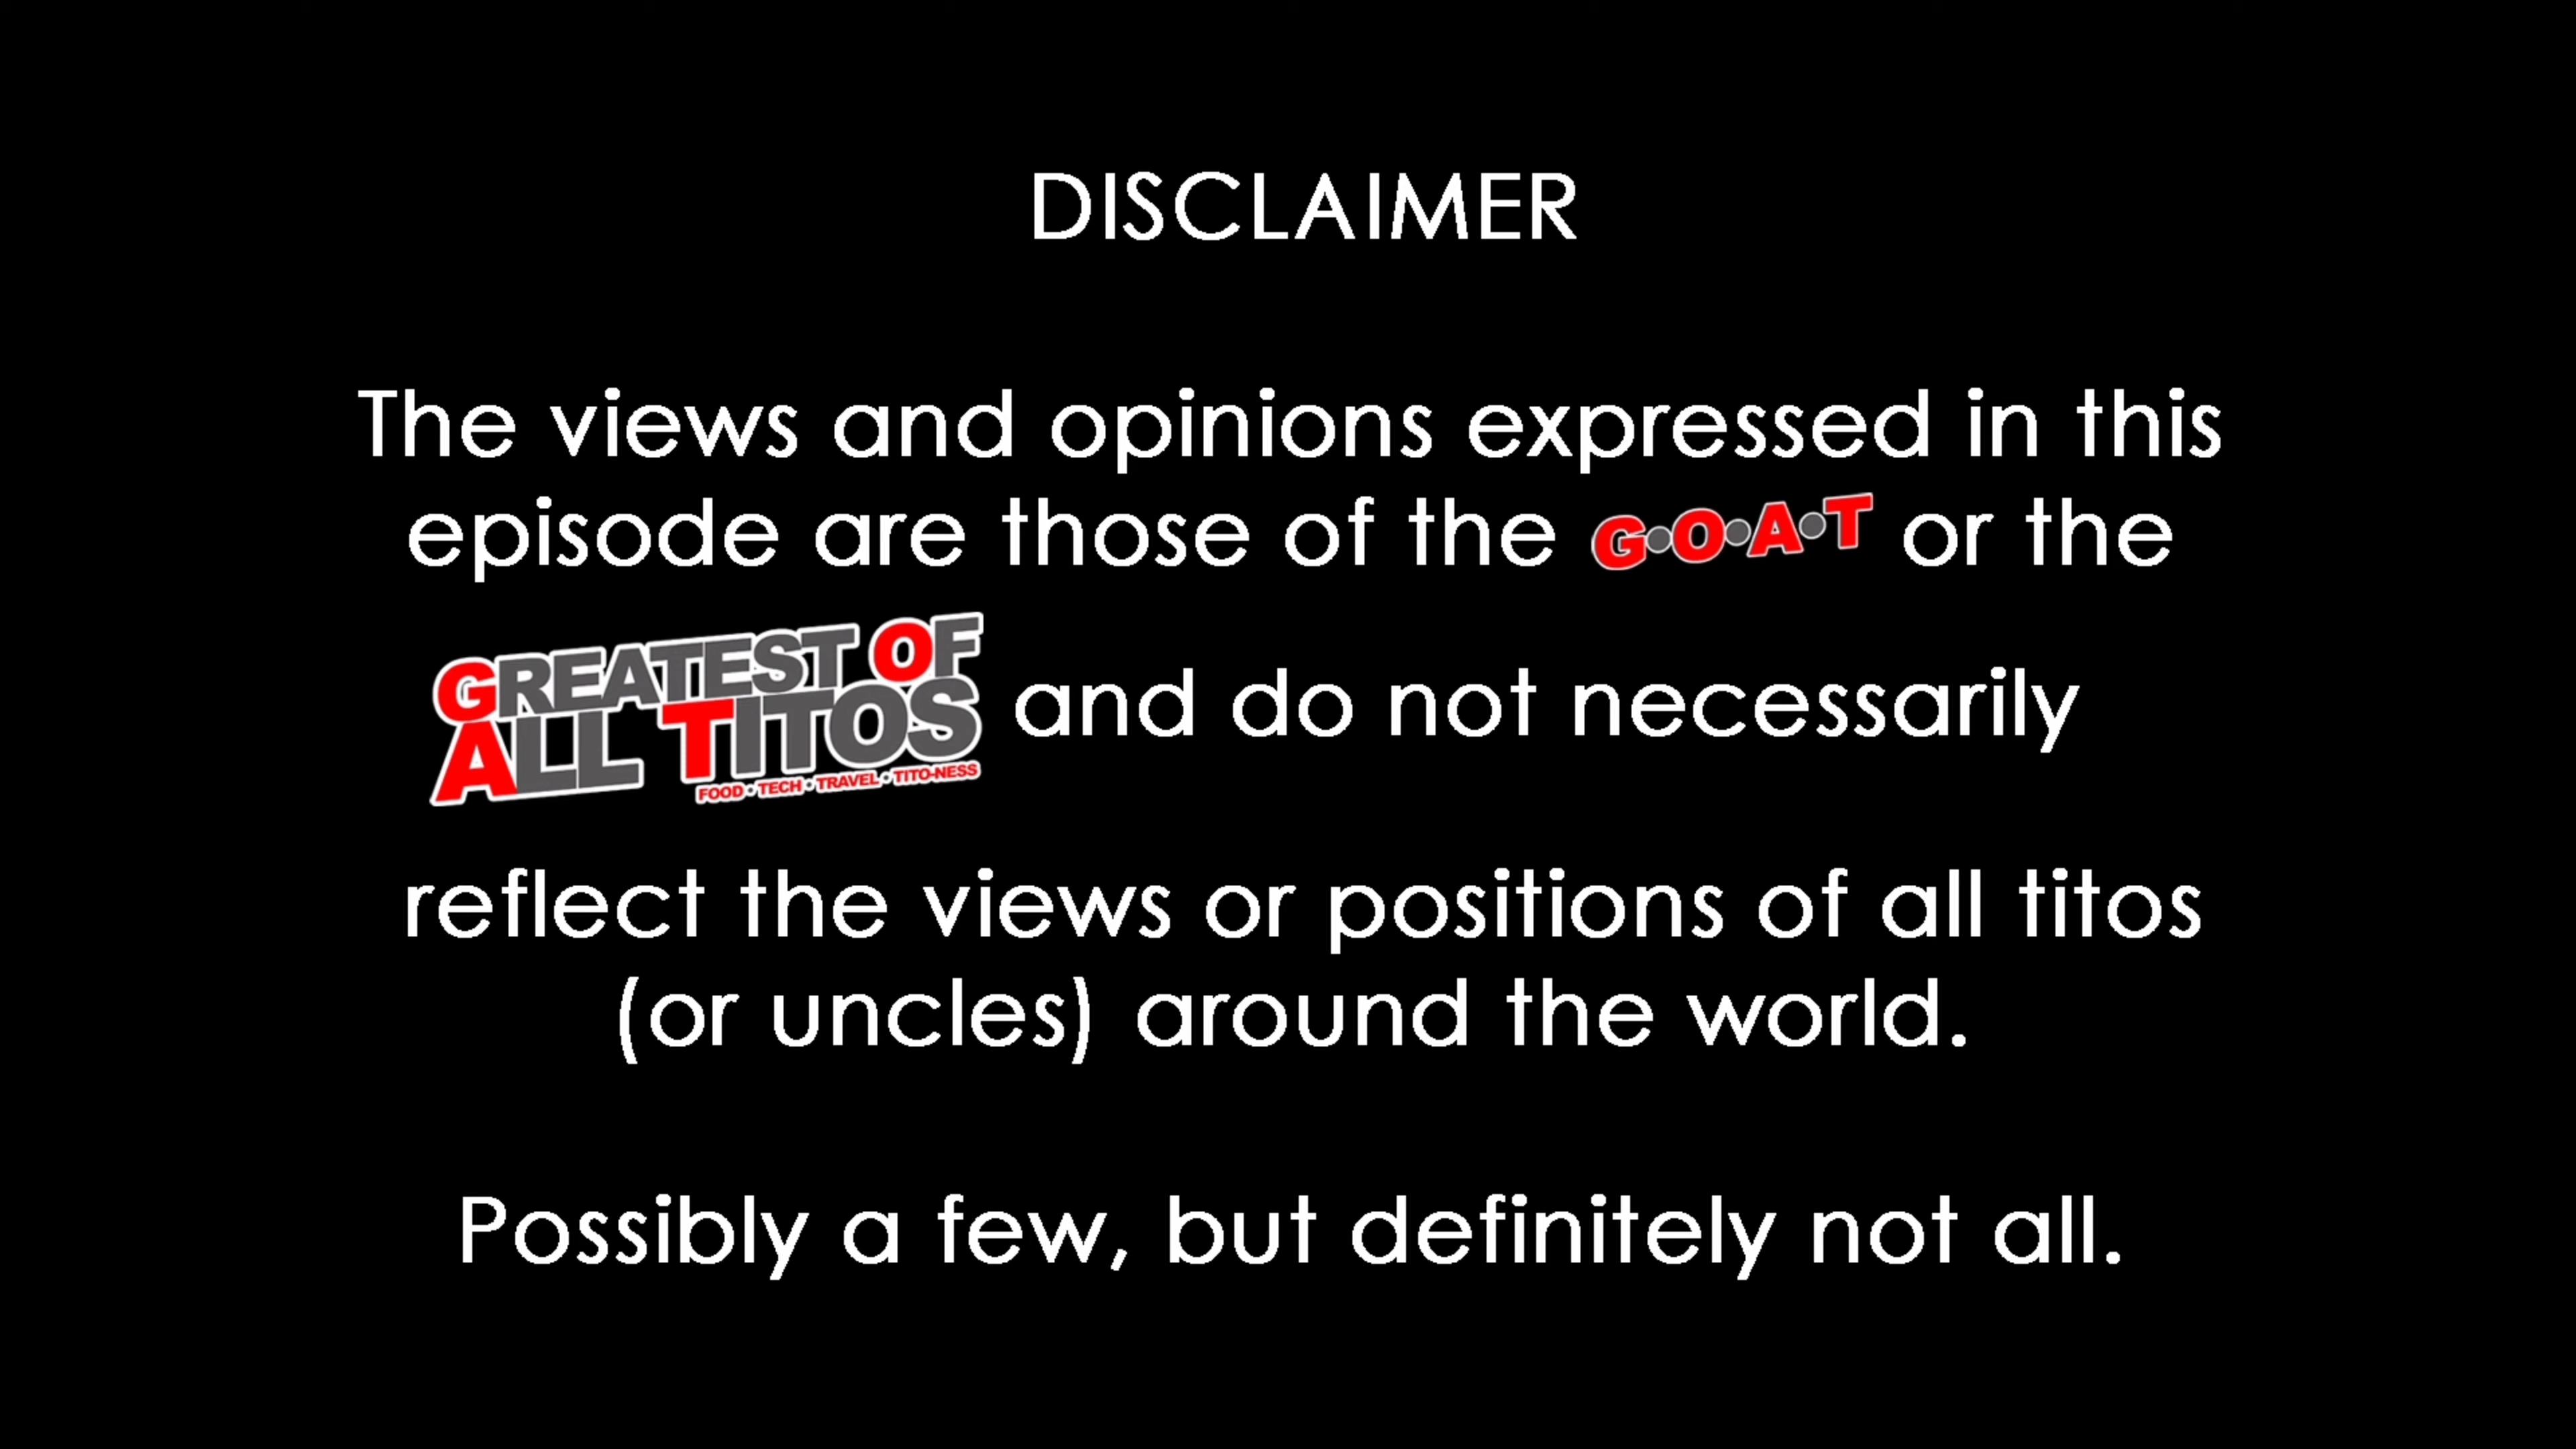 DISCLAIMER
The views and opinions expressed in this
episode are those of the G•O•A•T or the
GREATEST OF
ALL TITOS
FOOD • TECH • TRAVEL • TITO-NESS
and do not necessarily
reflect the views or positions of all titos
(or uncles) around the world.
Possibly a few, but definitely not all.